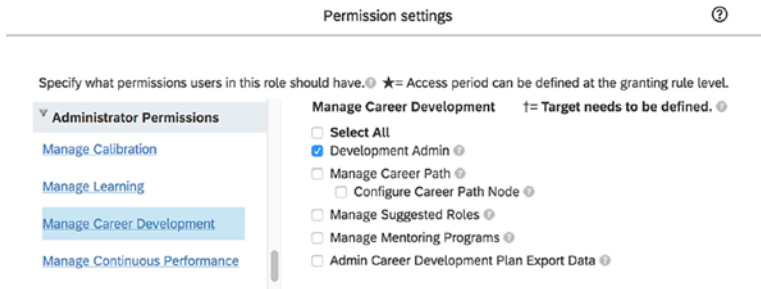 Permission settings
Specify what permissions users in this role should have. ★= Access period can be defined at the granting rule level.
Administrator Permissions
Manage Calibration
Manage Learning
Manage Career Development
Manage Continuous Performance
Manage Career Development †= Target needs to be defined.
Select All
Development Admin
Manage Career Path
Configure Career Path Node
Manage Suggested Roles
Manage Mentoring Programs
Admin Career Development Plan Export Data